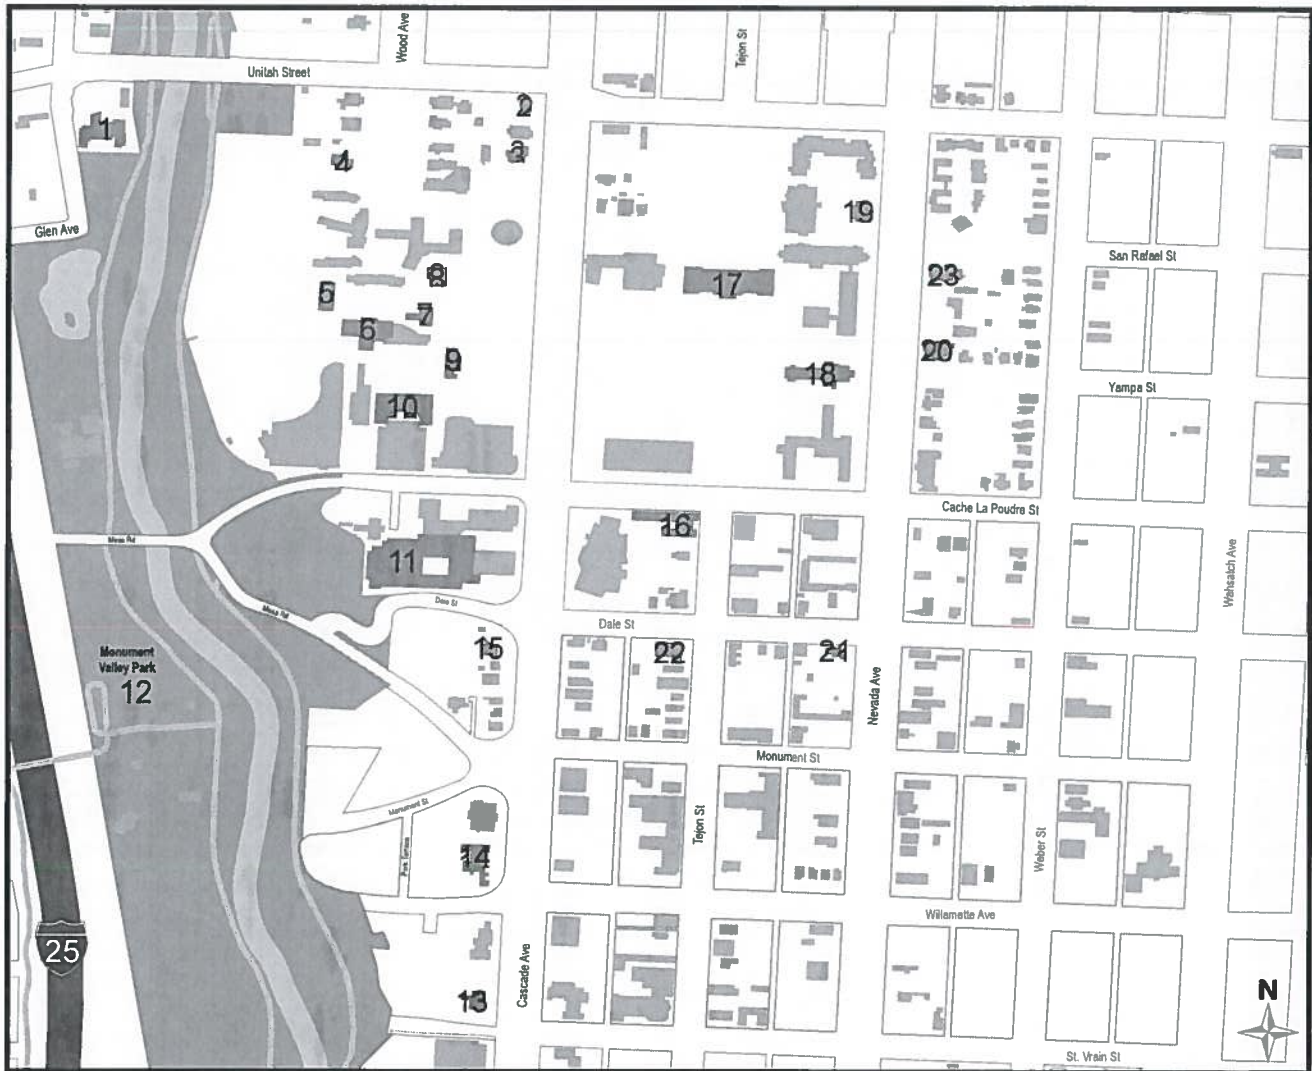 Wood Ave
Tejon St
Unitah Street
1
2
3
4
Glen Ave
19
San Rafael St
8
23
17
5
7
6
20
9
18
Yampa St
10
Cache La Poudre St
16
Mesa Rd
11
Wahsatch Ave
Dale St
Mesa Rd
Dale St
15
22
21
Monument
Valley Park
12
Nevada Ave
Monument St
Monument St
Tejon St
Weber St
14
Park Terrace
Willamette Ave
25
Cascade Ave
13
N
St. Vrain St